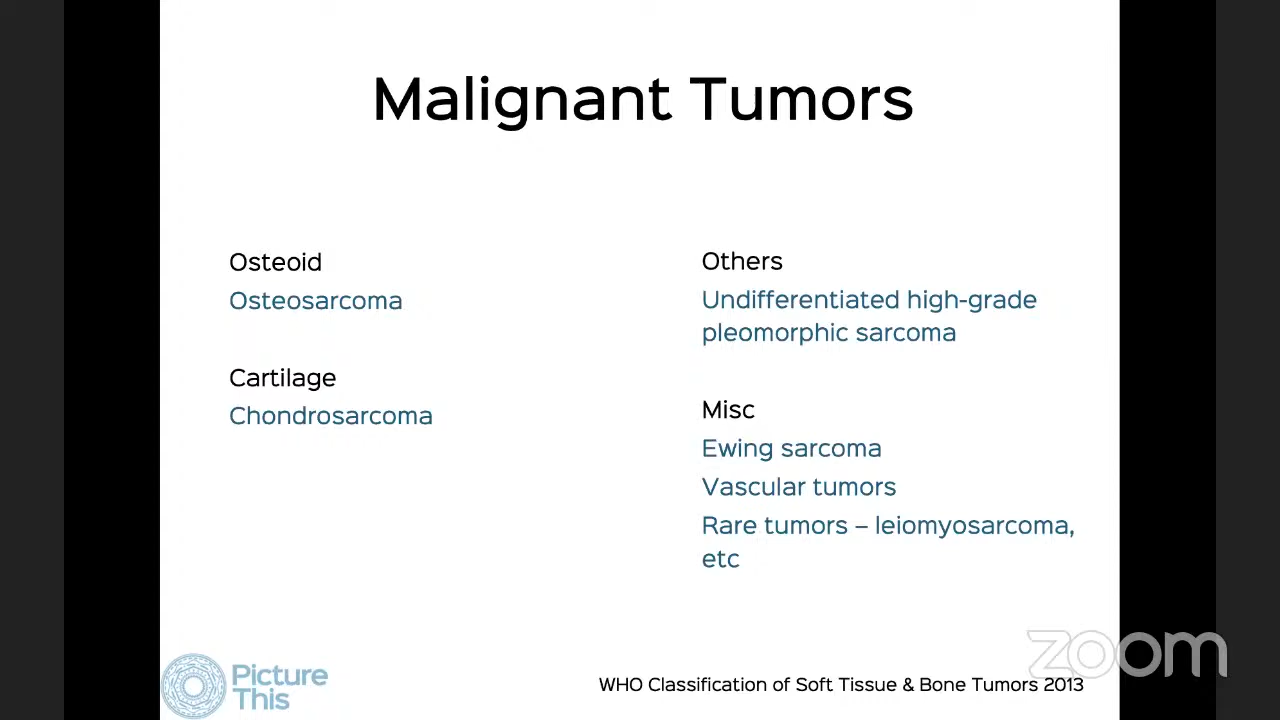 Malignant Tumors
Osteoid
Osteosarcoma
Cartilage
Chondrosarcoma
Others
Undifferentiated high-grade
pleomorphic sarcoma
Misc
Ewing sarcoma
Vascular tumors
Rare tumors – leiomyosarcoma,
etc
Picture
This
WHO Classification of Soft Tissue & Bone Tumors 2013
zoom